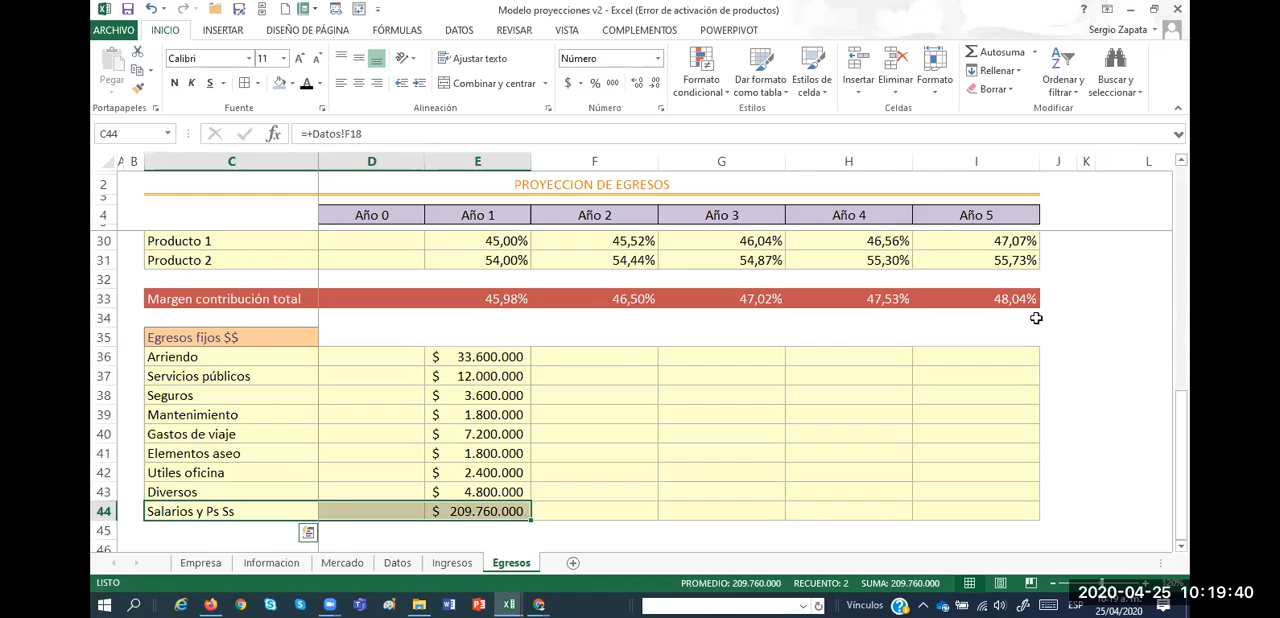 Modelo proyecciones v2 - Excel (Error de activación de productos)
ARCHIVO INICIO INSERTAR DISEÑO DE PÁGINA FÓRMULAS DATOS REVISAR VISTA COMPLEMENTOS POWERPIVOT Sergio Zapata
Pegar
Calibri 11
N K S
Ajustar texto
Combinar y centrar
Número
$ % 000
Formato condicional
Dar formato como tabla
Estilos de celda
Insertar Eliminar Formato
Autosuma
Rellenar
Borrar
Ordenar y filtrar
Buscar y seleccionar
Portapapeles Fuente Alineación Número Estilos Celdas Modificar
C44 fx =+Datos!F18
A B C D E F G H I J K L
2 PROYECCION DE EGRESOS
3
4 Año 0 Año 1 Año 2 Año 3 Año 4 Año 5
30 Producto 1 45,00% 45,52% 46,04% 46,56% 47,07%
31 Producto 2 54,00% 54,44% 54,87% 55,30% 55,73%
32
33 Margen contribución total 45,98% 46,50% 47,02% 47,53% 48,04%
34
35 Egresos fijos $$
36 Arriendo $ 33.600.000
37 Servicios públicos $ 12.000.000
38 Seguros $ 3.600.000
39 Mantenimiento $ 1.800.000
40 Gastos de viaje $ 7.200.000
41 Elementos aseo $ 1.800.000
42 Utiles oficina $ 2.400.000
43 Diversos $ 4.800.000
44 Salarios y Ps Ss $ 209.760.000
45
46
Empresa Informacion Mercado Datos Ingresos Egresos
LISTO PROMEDIO: 209.760.000 RECUENTO: 2 SUMA: 209.760.000 120%
Vínculos ESP
25/04/2020
2020-04-25 10:19:40